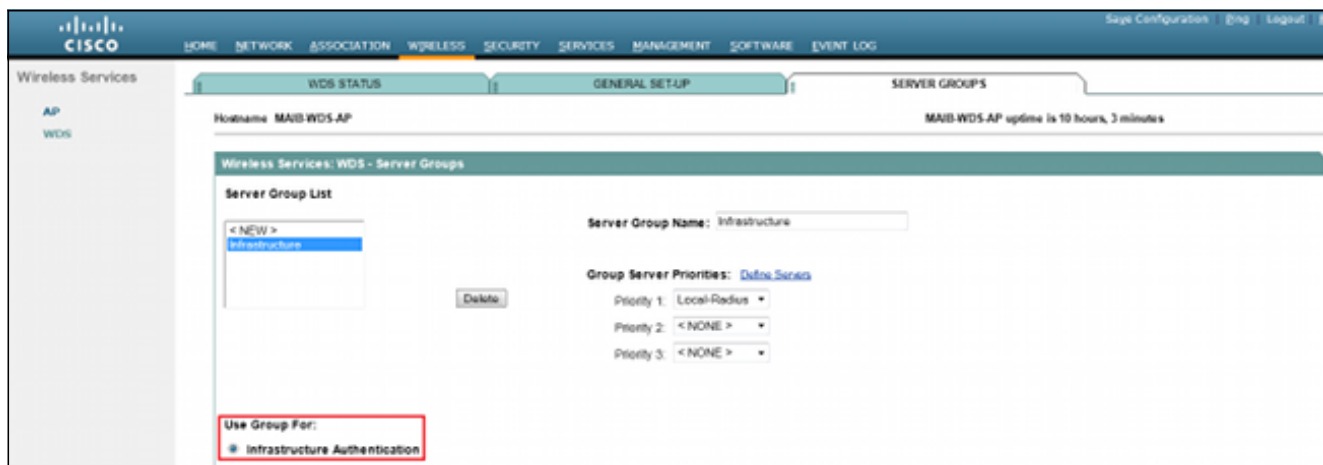 Save Configuration | Ping | Logout |
CISCO
HOME NETWORK ASSOCIATION WIRELESS SECURITY SERVICES MANAGEMENT SOFTWARE EVENT LOG
Wireless Services
WDS STATUS
GENERAL SET-UP
SERVER GROUPS
AP
WDS
Hostname MAIB-WDS-AP
MAIB-WDS-AP uptime is 10 hours, 3 minutes
Wireless Services: WDS - Server Groups
Server Group List
< NEW >
Infrastructure
Delete
Server Group Name: Infrastructure
Group Server Priorities: Define Servers
Priority 1: Local-Radius
Priority 2: < NONE >
Priority 3: < NONE >
Use Group For:
Infrastructure Authentication